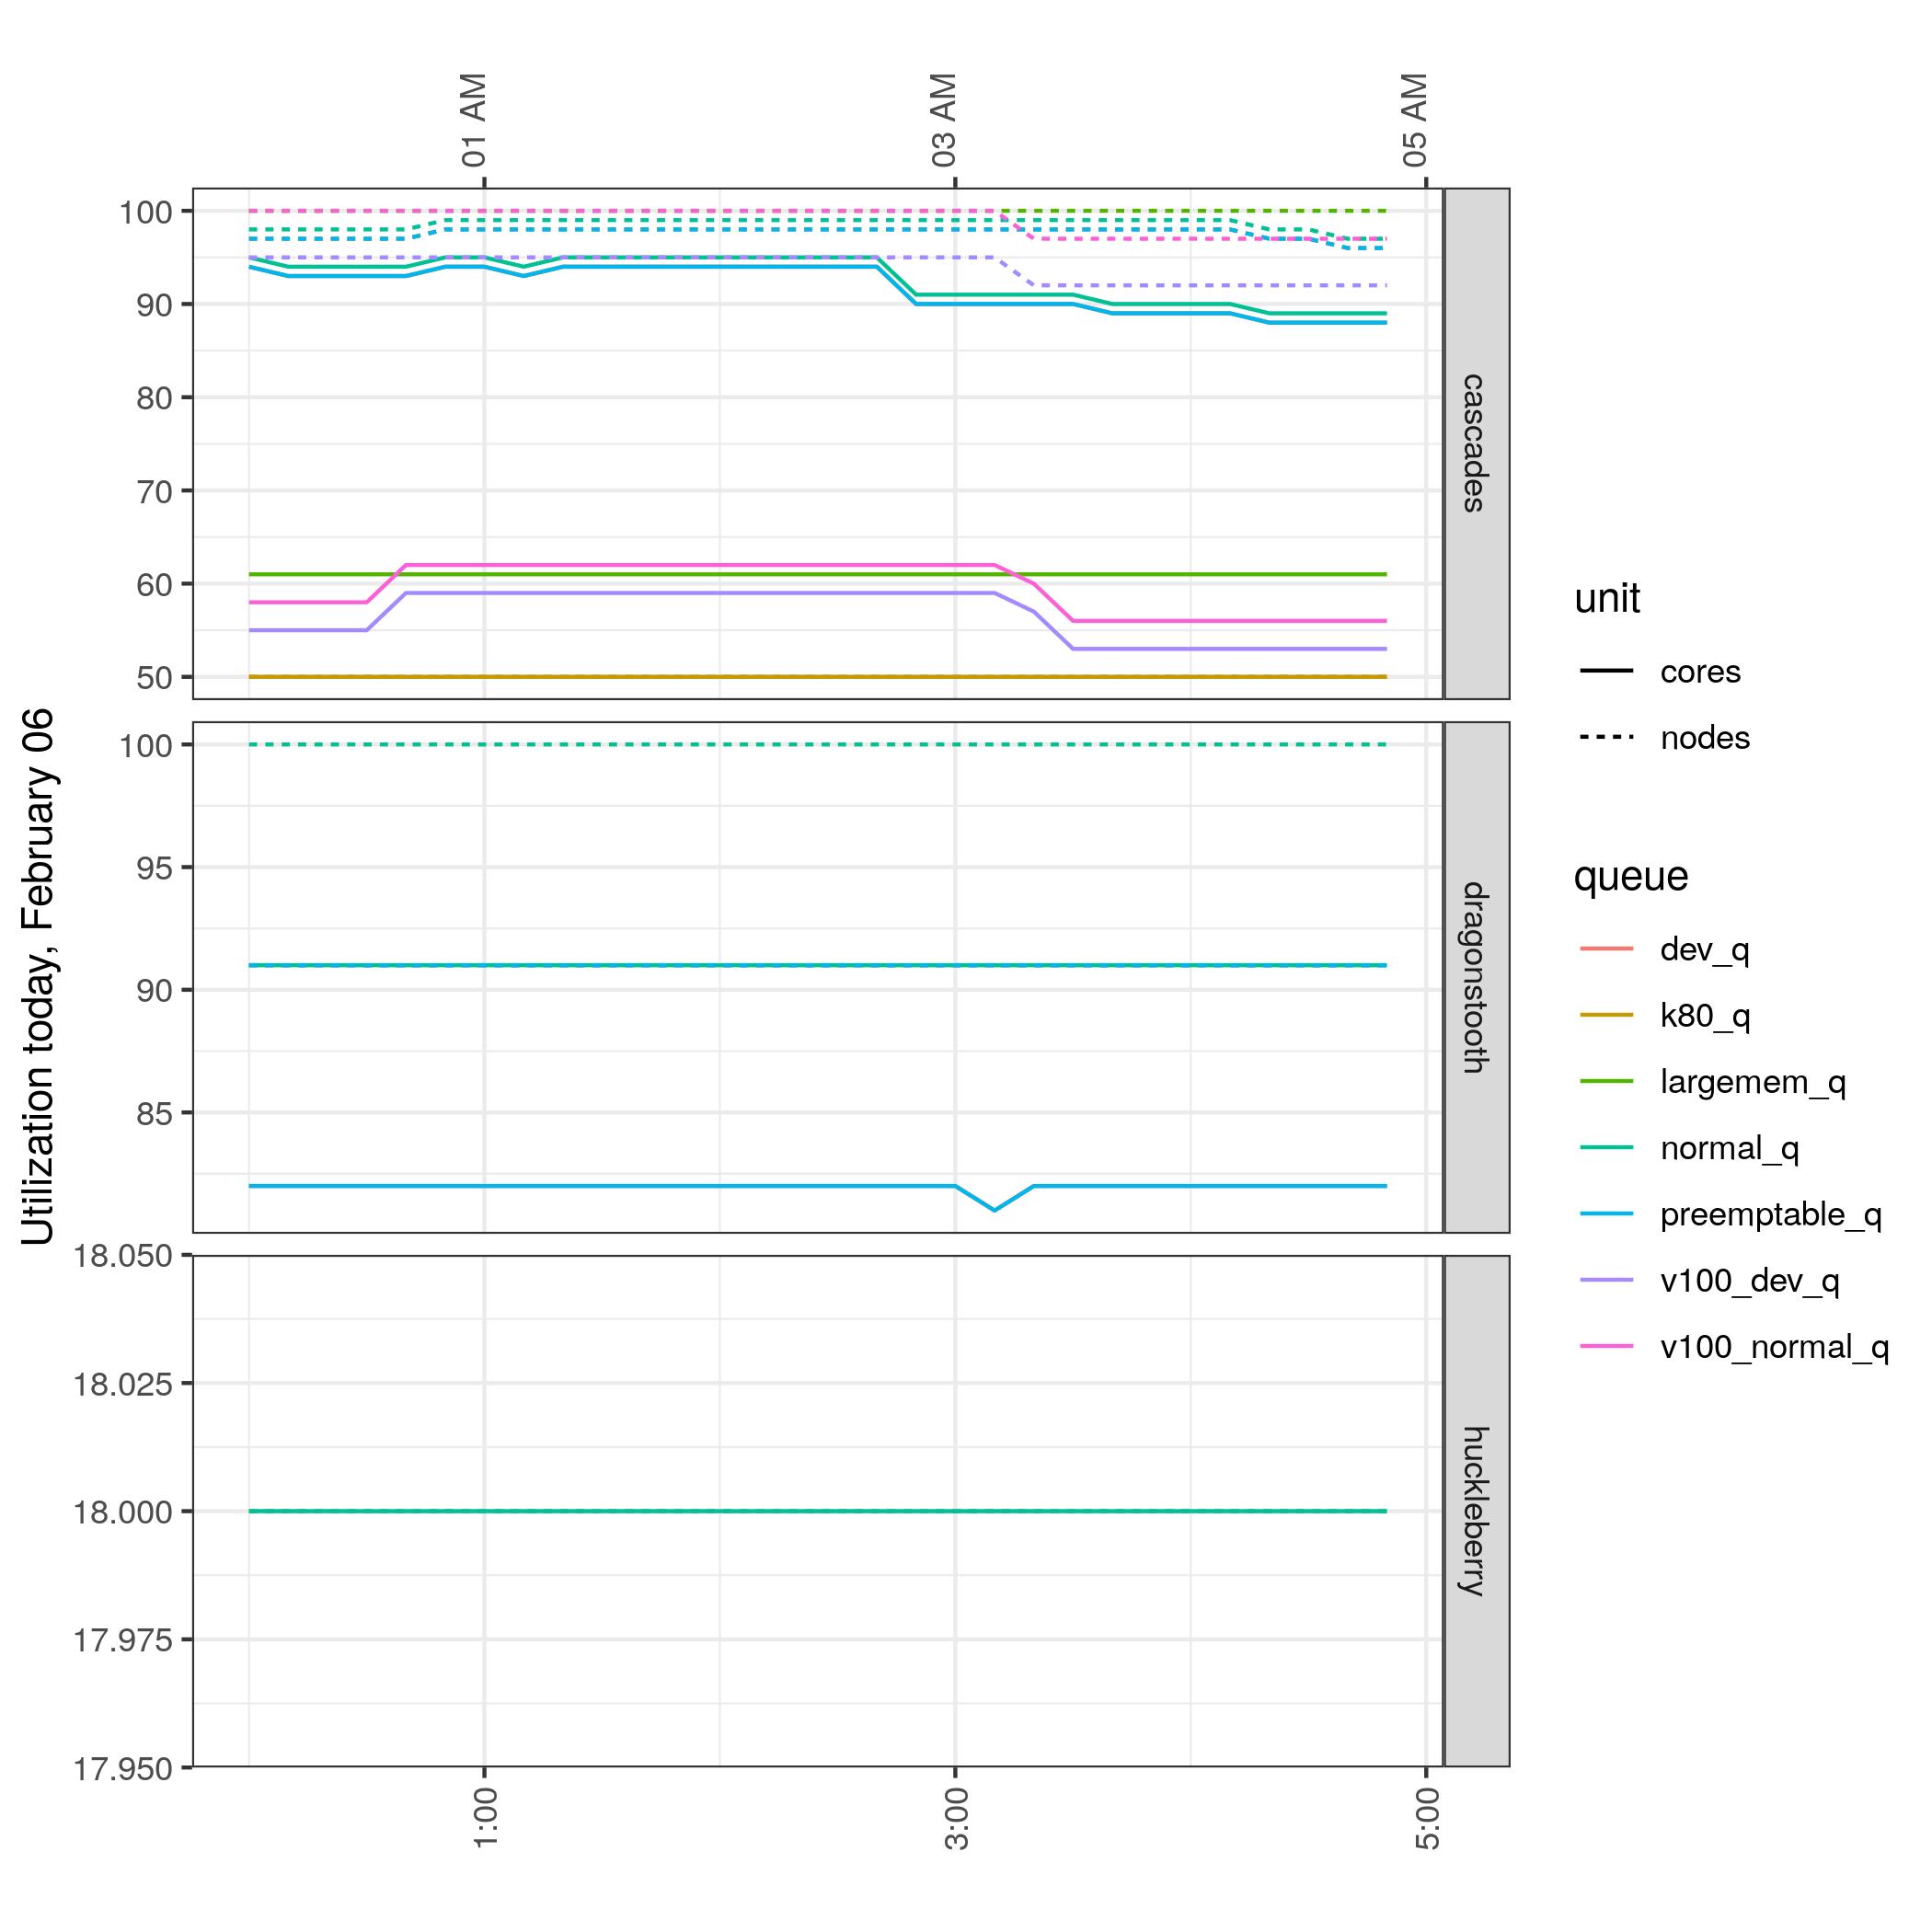 01 AM
03 AM
05 AM
100
90
80
70
60
50
cascades
100
95
90
85
dragonstooth
18.050
18.025
18.000
17.975
17.950
huckleberry
1:00
3:00
5:00
Utilization today, February 06
unit
cores
nodes
queue
dev_q
k80_q
largemem_q
normal_q
preemptable_q
v100_dev_q
v100_normal_q